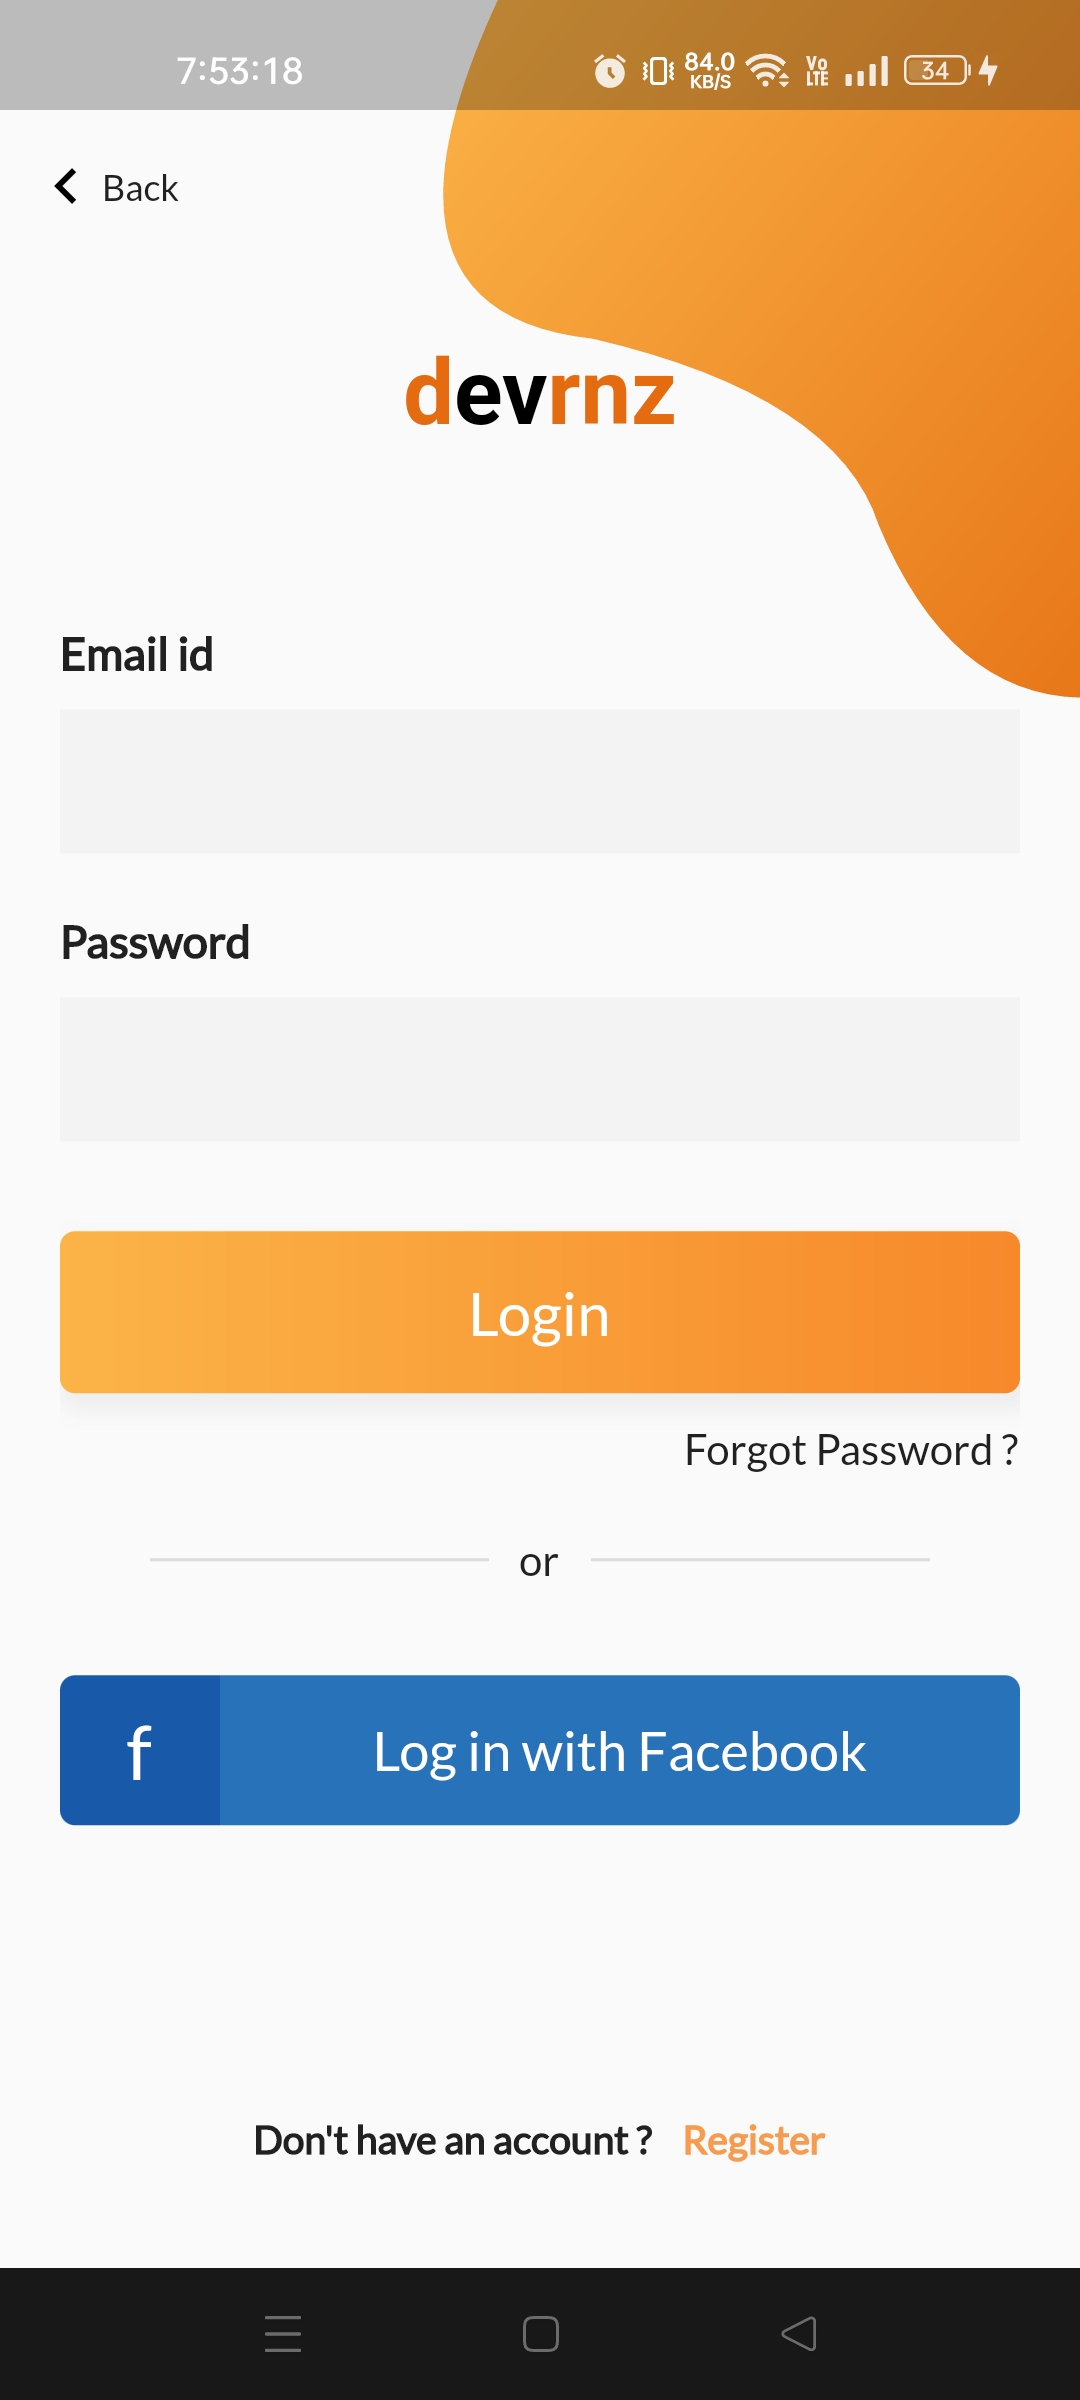 7:53:18 84.0 KB/S Vo LTE 34
Back
devrnz
Email id
Password
Login
Forgot Password ?
or
f Log in with Facebook
Don't have an account ? Register